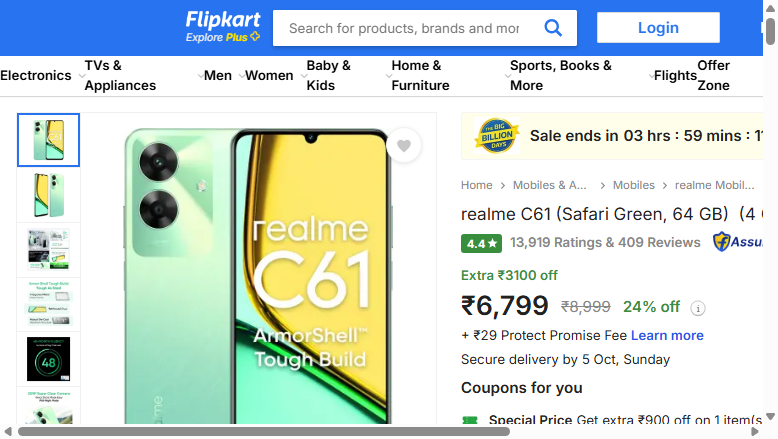 Flipkart
Explore Plus
Search for products, brands and mor
Login
Electronics
TVs & Appliances
Men
Women
Baby & Kids
Home & Furniture
Sports, Books & More
Flights
Offer Zone
THE BIG BILLION DAYS
Sale ends in 03 hrs : 59 mins : 11
Home > Mobiles & A... > Mobiles > realme Mobil...
realme C61 (Safari Green, 64 GB) (4
4.4★ 13,919 Ratings & 409 Reviews
Extra ₹3100 off
₹6,799 ₹8,999 24% off
+ ₹29 Protect Promise Fee Learn more
Secure delivery by 5 Oct, Sunday
Coupons for you
Special Price Get extra ₹900 off on 1 item(s
realme
C61
ArmorShell™
Tough Build
realme
48